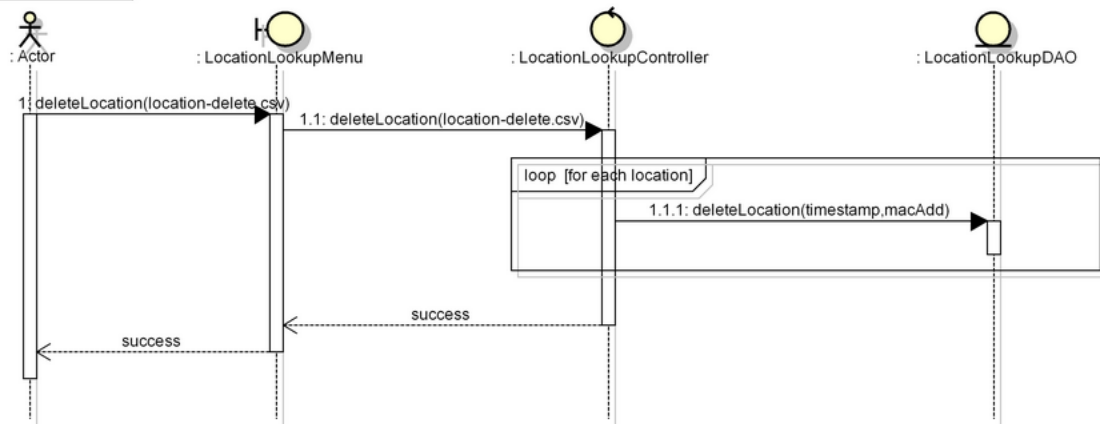 : Actor
: LocationLookupMenu
: LocationLookupController
: LocationLookupDAO
1: deleteLocation(location-delete.csv)
1.1: deleteLocation(location-delete.csv)
loop [for each location]
1.1.1: deleteLocation(timestamp,macAdd)
success
success